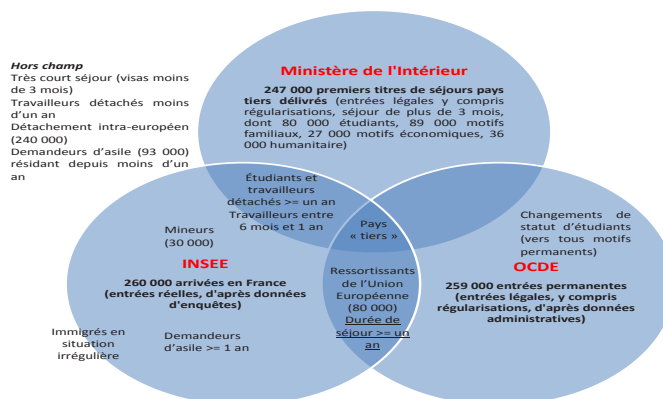 Hors champ
Très court séjour (visas moins
de 3 mois)
Travailleurs détachés moins
d'un an
Détachement intra-européen
(240 000)
Demandeurs d'asile (93 000)
résidant depuis moins d'un
an
Ministère de l'Intérieur
247 000 premiers titres de séjours pays
tiers délivrés (entrées légales y compris
régularisations, séjour de plus de 3 mois,
dont 80 000 étudiants, 89 000 motifs
familiaux, 27 000 motifs économiques, 36
000 humanitaire)
Étudiants et
travailleurs
détachés >= un an
Travailleurs entre
6 mois et 1 an
Pays
« tiers »
Mineurs
(30 000)
INSEE
260 000 arrivées en France
(entrées réelles, d'après données
d'enquêtes)
Immigrés en
situation
irrégulière
Demandeurs
d'asile >= 1 an
Ressortissants
de l'Union
Européenne
(80 000)
Durée de
séjour >= un
an
Changements de
statut d'étudiants
(vers tous motifs
permanents)
OCDE
259 000 entrées permanentes
(entrées légales, y compris
régularisations, d'après données
administratives)